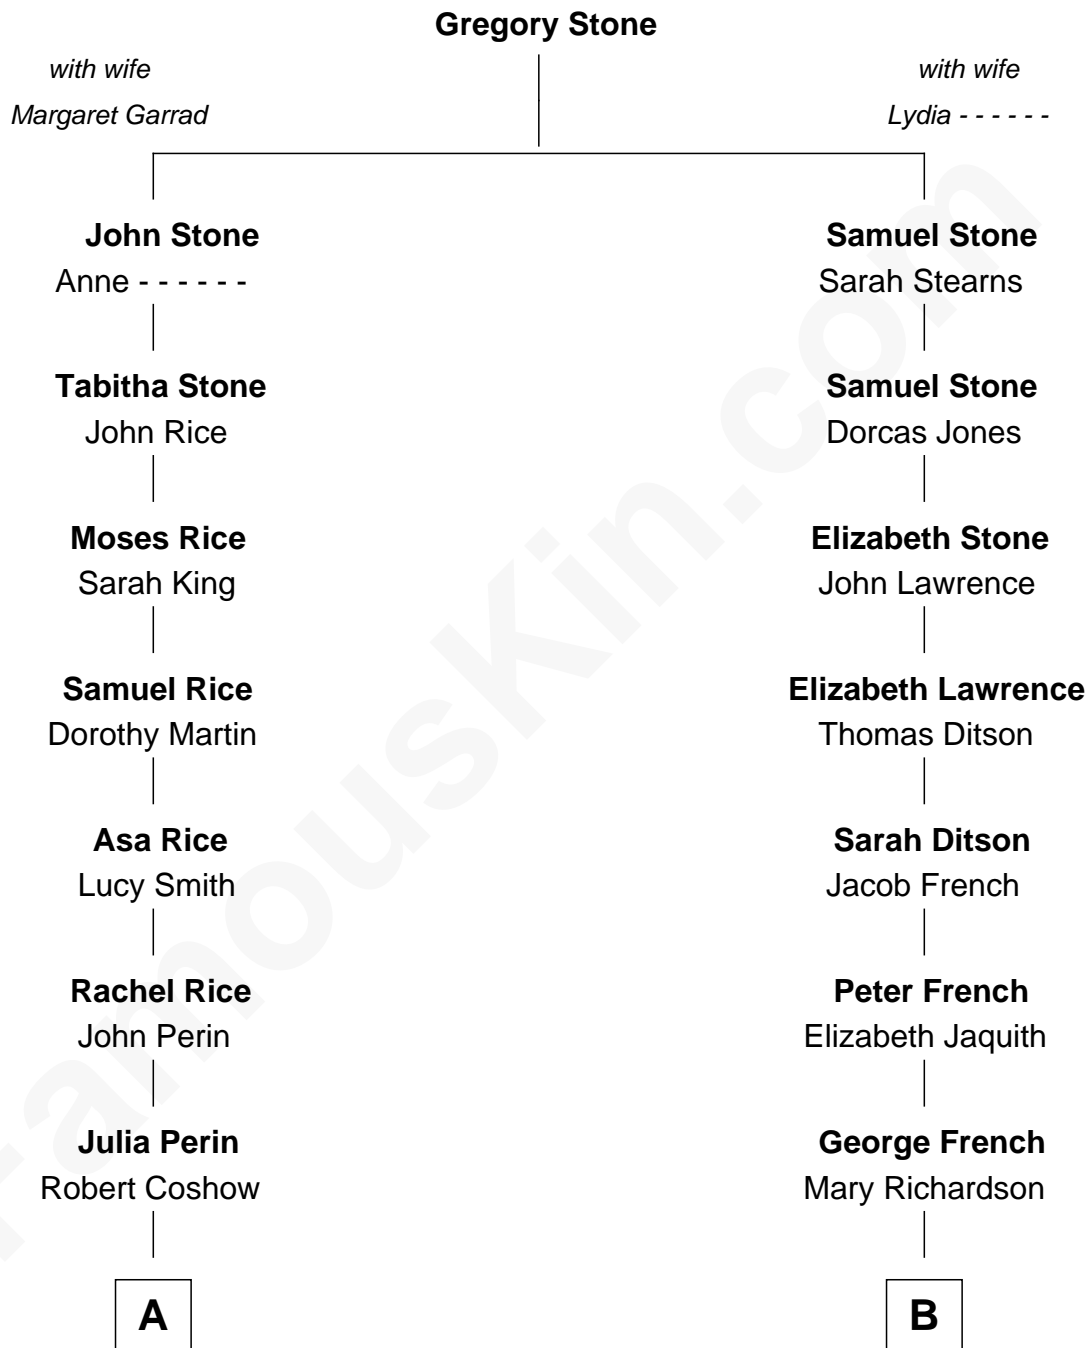 Gregory Stone
with wife
Margaret Garrad
with wife
Lydia - - - - - -
John Stone
Anne - - - - - -
Samuel Stone
Sarah Stearns
Tabitha Stone
John Rice
Samuel Stone
Dorcas Jones
Moses Rice
Sarah King
Elizabeth Stone
John Lawrence
Samuel Rice
Dorothy Martin
Elizabeth Lawrence
Thomas Ditson
Asa Rice
Lucy Smith
Sarah Ditson
Jacob French
Rachel Rice
John Perin
Peter French
Elizabeth Jaquith
Julia Perin
Robert Coshow
George French
Mary Richardson
A
B
FamousKin.com